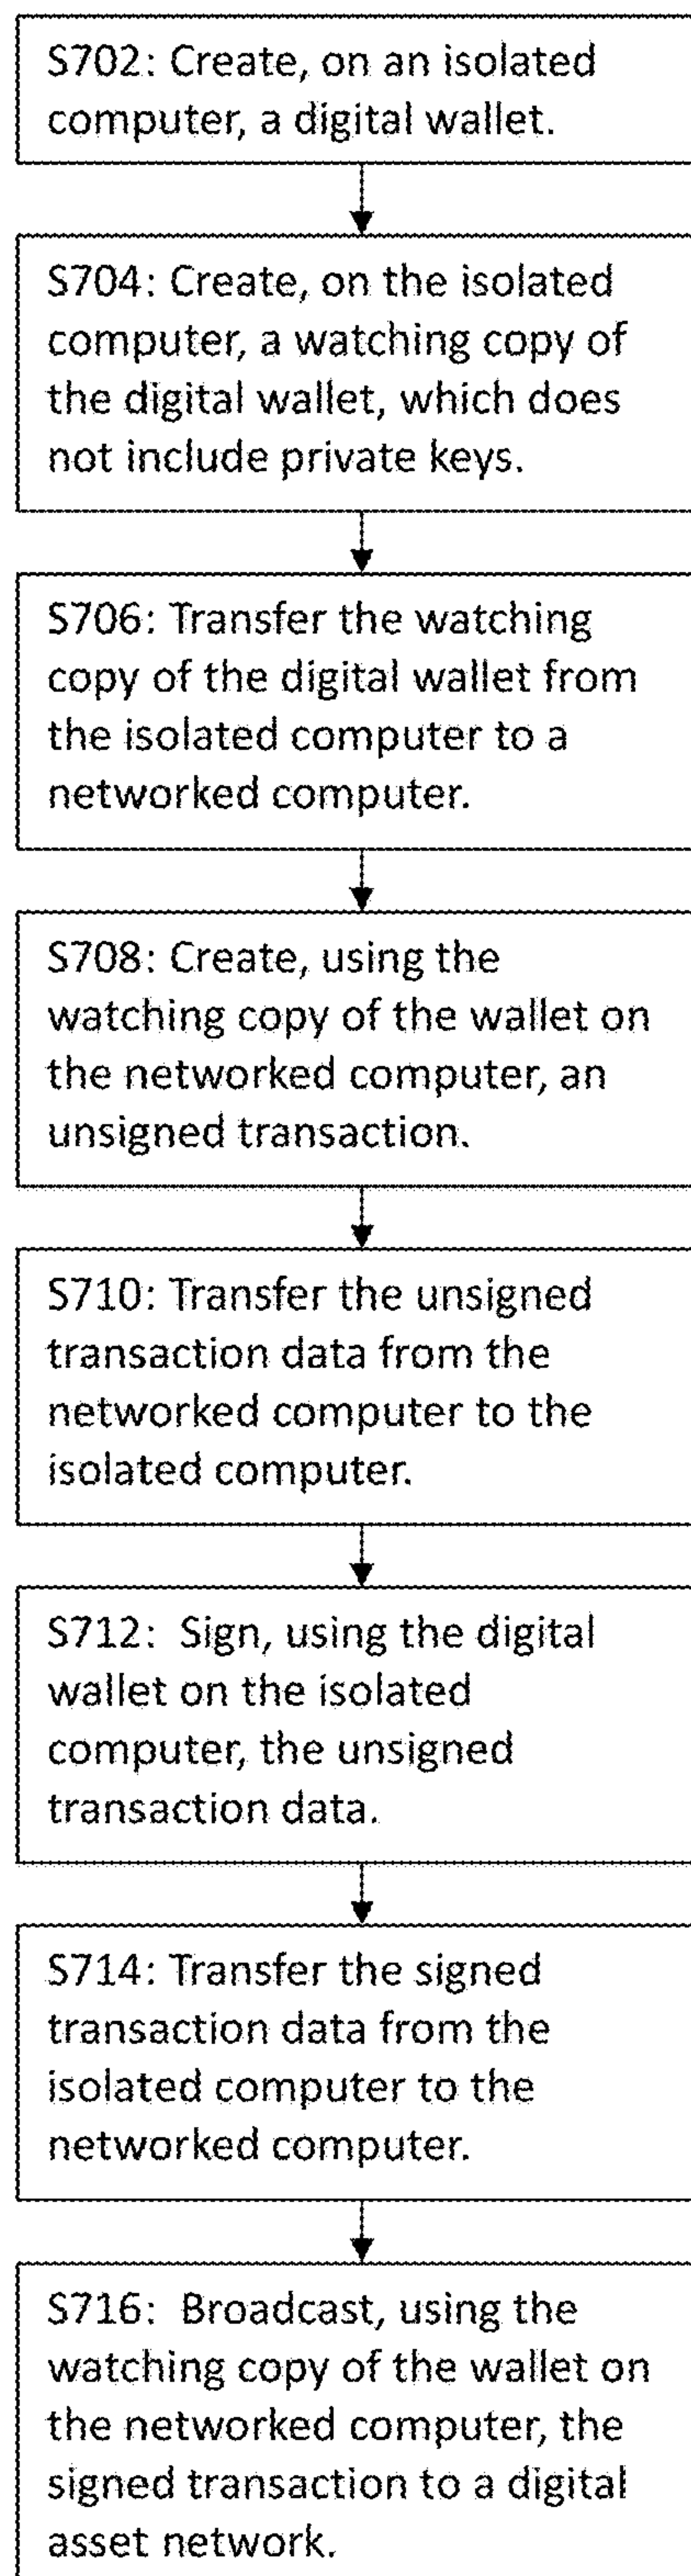 S702: Create, on an isolated
computer, a digital wallet.
S704: Create, on the isolated
computer, a watching copy of
the digital wallet, which does
not include private keys.
S706: Transfer the watching
copy of the digital wallet from
the isolated computer to a
networked computer.
S708: Create, using the
watching copy of the wallet on
the networked computer, an
unsigned transaction.
S710: Transfer the unsigned
transaction data from the
networked computer to the
isolated computer.
S712: Sign, using the digital
wallet on the isolated
computer, the unsigned
transaction data.
S714: Transfer the signed
transaction data from the
isolated computer to the
networked computer.
S716: Broadcast, using the
watching copy of the wallet on
the networked computer, the
signed transaction to a digital
asset network.